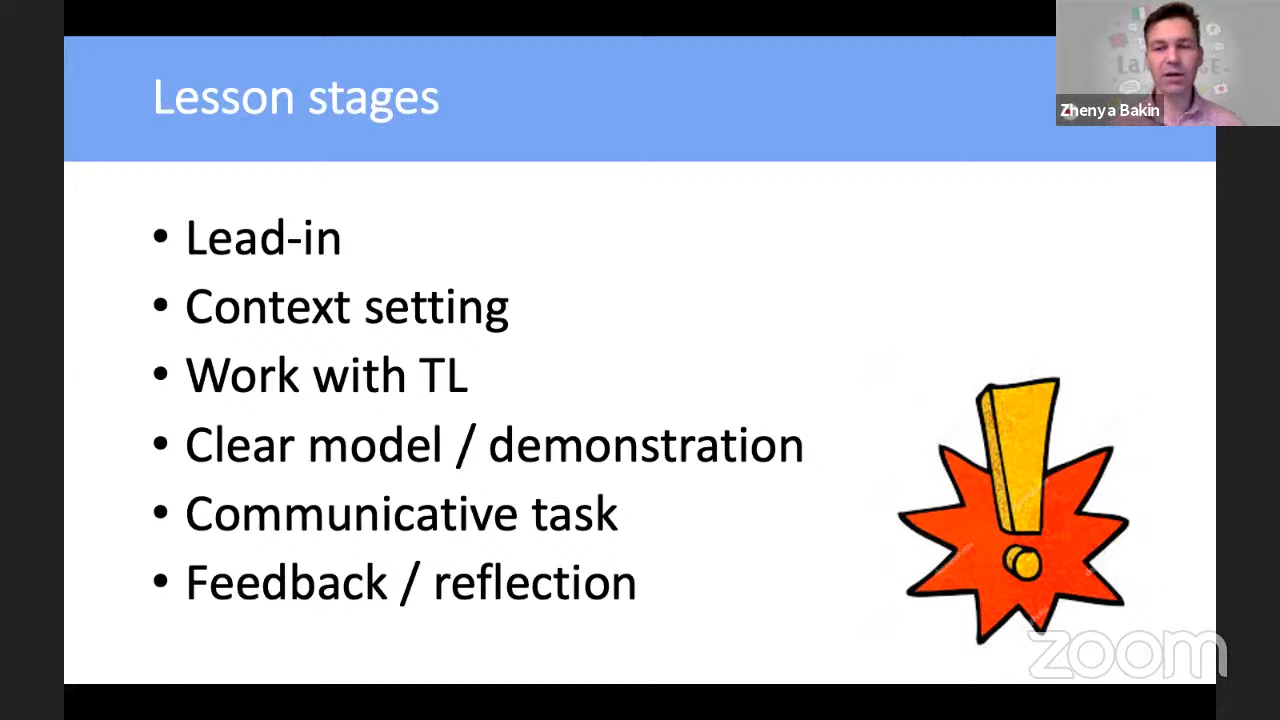 Lesson stages
Zhenya Bakin
• Lead-in
• Context setting
• Work with TL
• Clear model / demonstration
• Communicative task
• Feedback / reflection
zoom